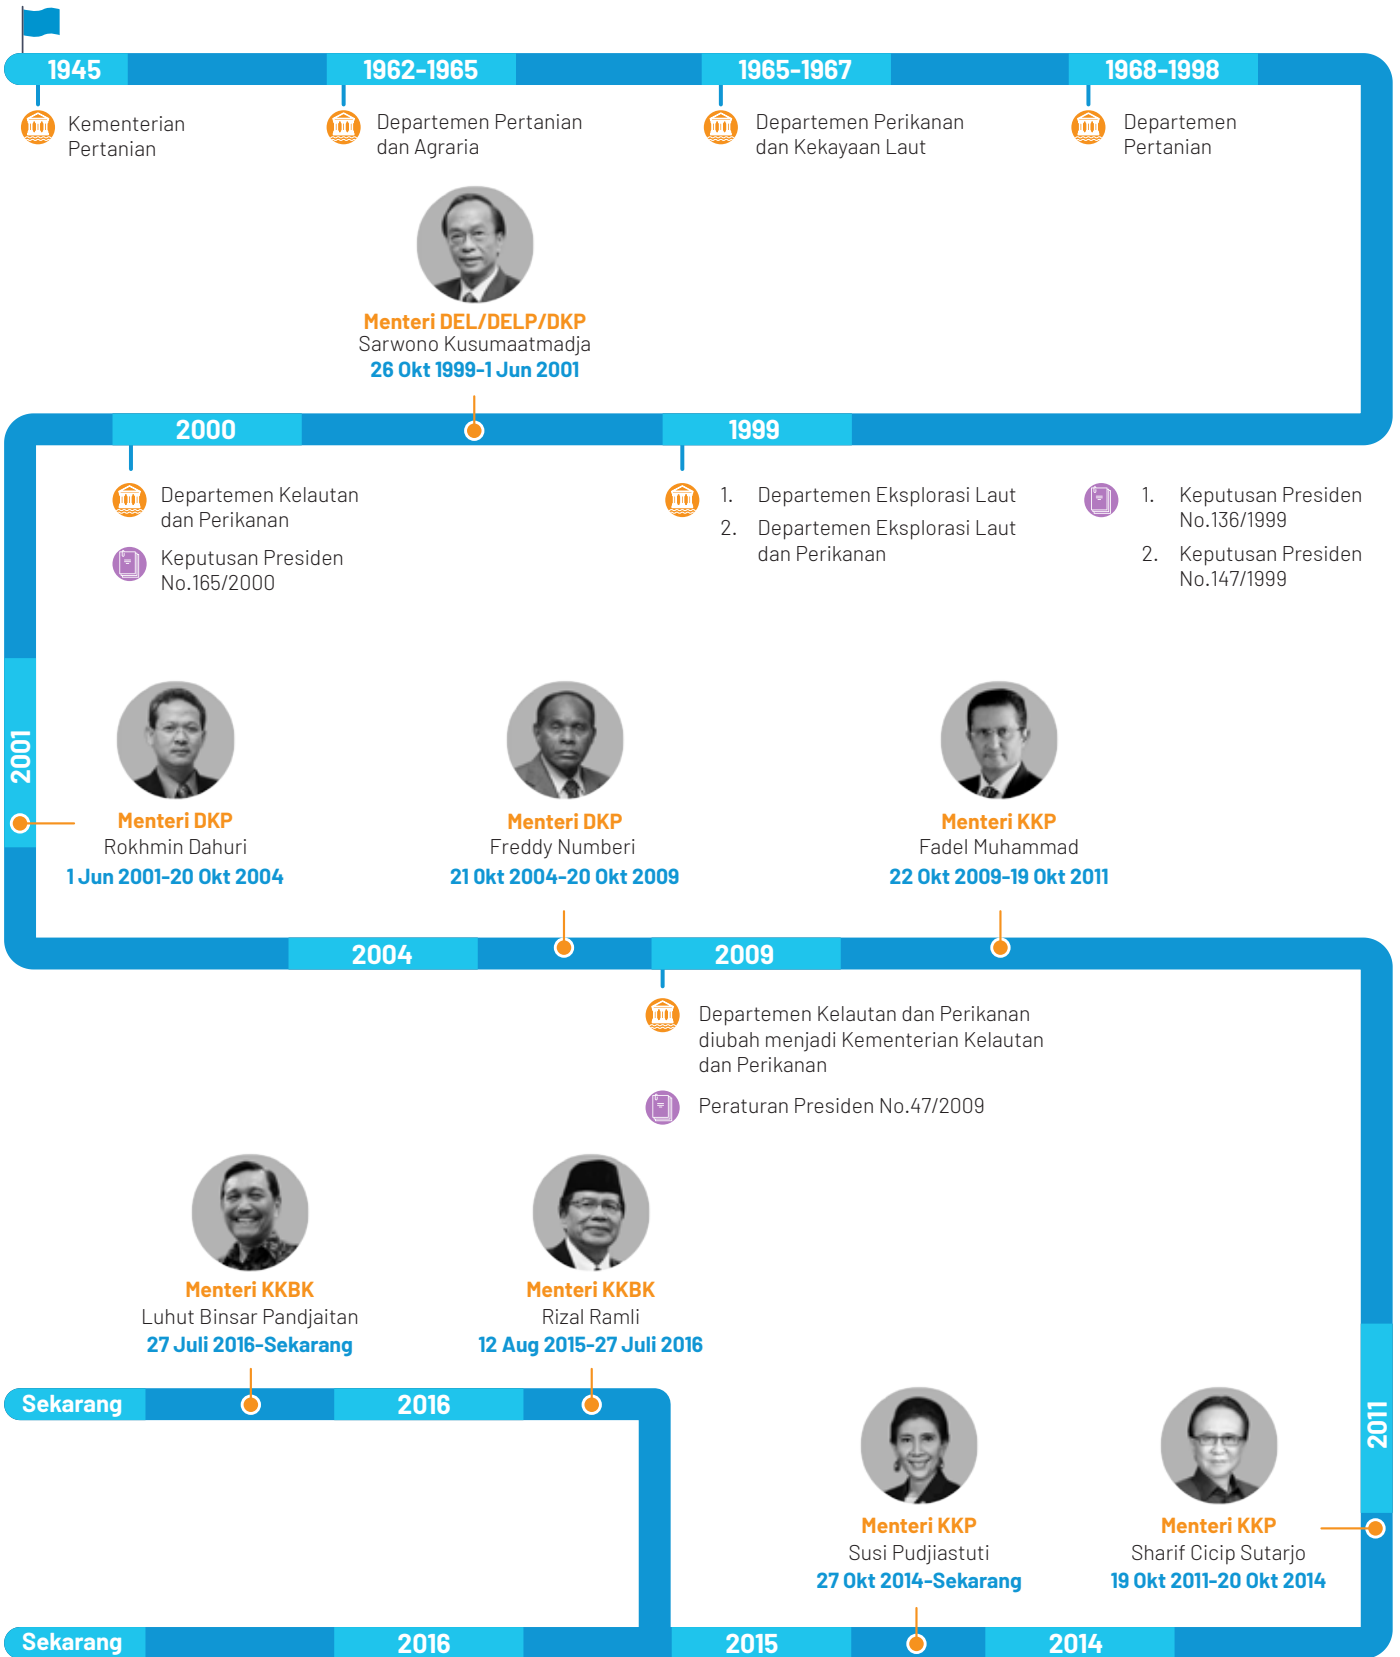 1945
1962-1965
1965-1967
1968-1998
Kementerian
Pertanian
Departemen Pertanian
dan Agraria
Departemen Perikanan
dan Kekayaan Laut
Departemen
Pertanian
Menteri DEL/DELP/DKP
Sarwono Kusumaatmadja
26 Okt 1999-1 Jun 2001
2000
1999
Departemen Kelautan
dan Perikanan
Keputusan Presiden
No.165/2000
1. Departemen Eksplorasi Laut
2. Departemen Eksplorasi Laut
dan Perikanan
1. Keputusan Presiden
No.136/1999
2. Keputusan Presiden
No.147/1999
2001
Menteri DKP
Rokhmin Dahuri
1 Jun 2001-20 Okt 2004
Menteri DKP
Freddy Numberi
21 Okt 2004-20 Okt 2009
Menteri KKP
Fadel Muhammad
22 Okt 2009-19 Okt 2011
2004
2009
Departemen Kelautan dan Perikanan
diubah menjadi Kementerian Kelautan
dan Perikanan
Peraturan Presiden No.47/2009
Menteri KKBK
Luhut Binsar Pandjaitan
27 Juli 2016-Sekarang
Menteri KKBK
Rizal Ramli
12 Aug 2015-27 Juli 2016
Sekarang
2016
2011
Menteri KKP
Susi Pudjiastuti
27 Okt 2014-Sekarang
Menteri KKP
Sharif Cicip Sutarjo
19 Okt 2011-20 Okt 2014
Sekarang
2016
2015
2014